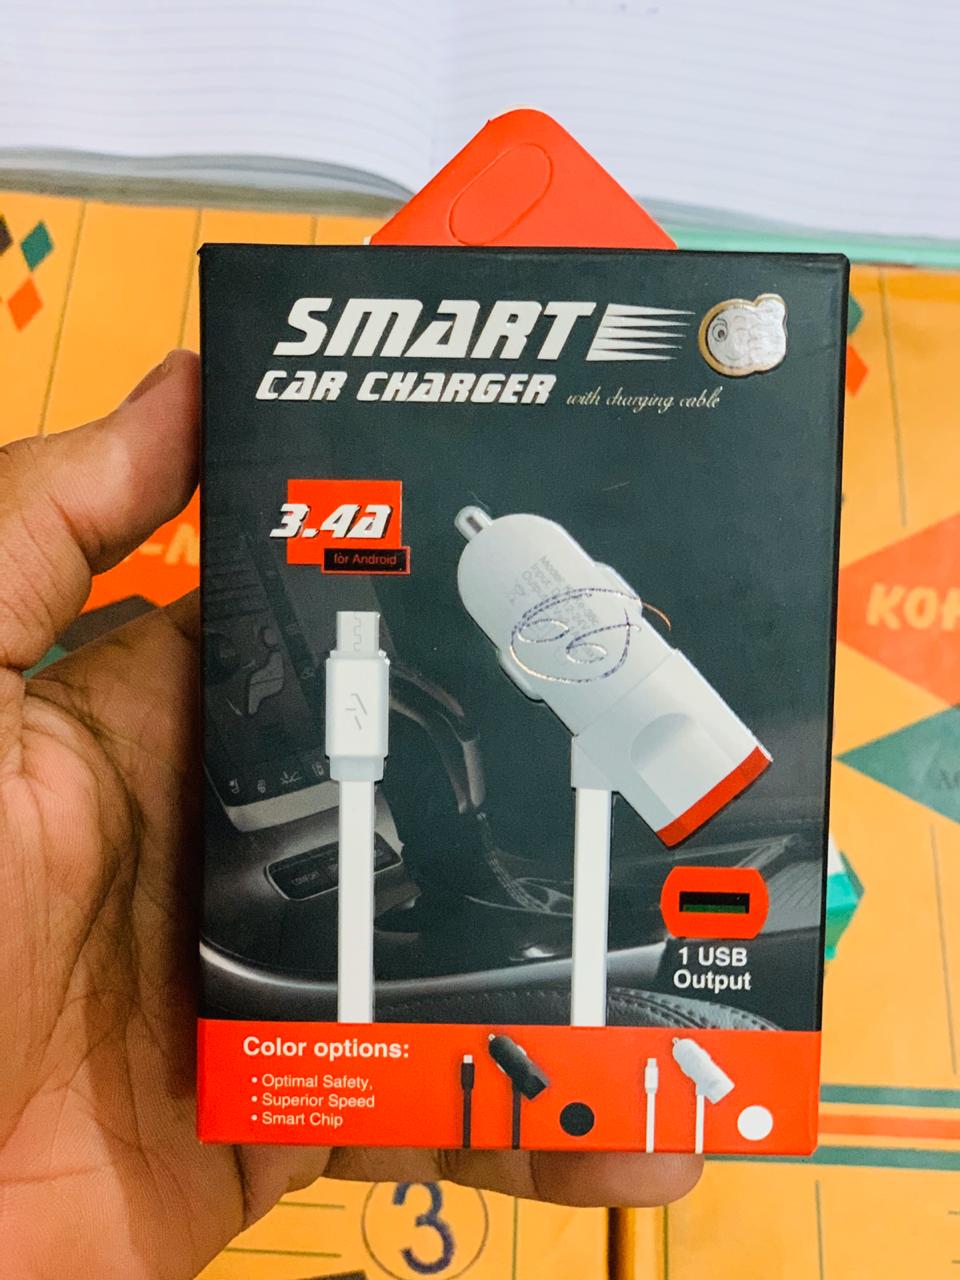 SMART
CAR CHARGER with charging cable
3.4A
for Android
1 USB
Output
Color options:
• Optimal Safety,
• Superior Speed
• Smart Chip
3